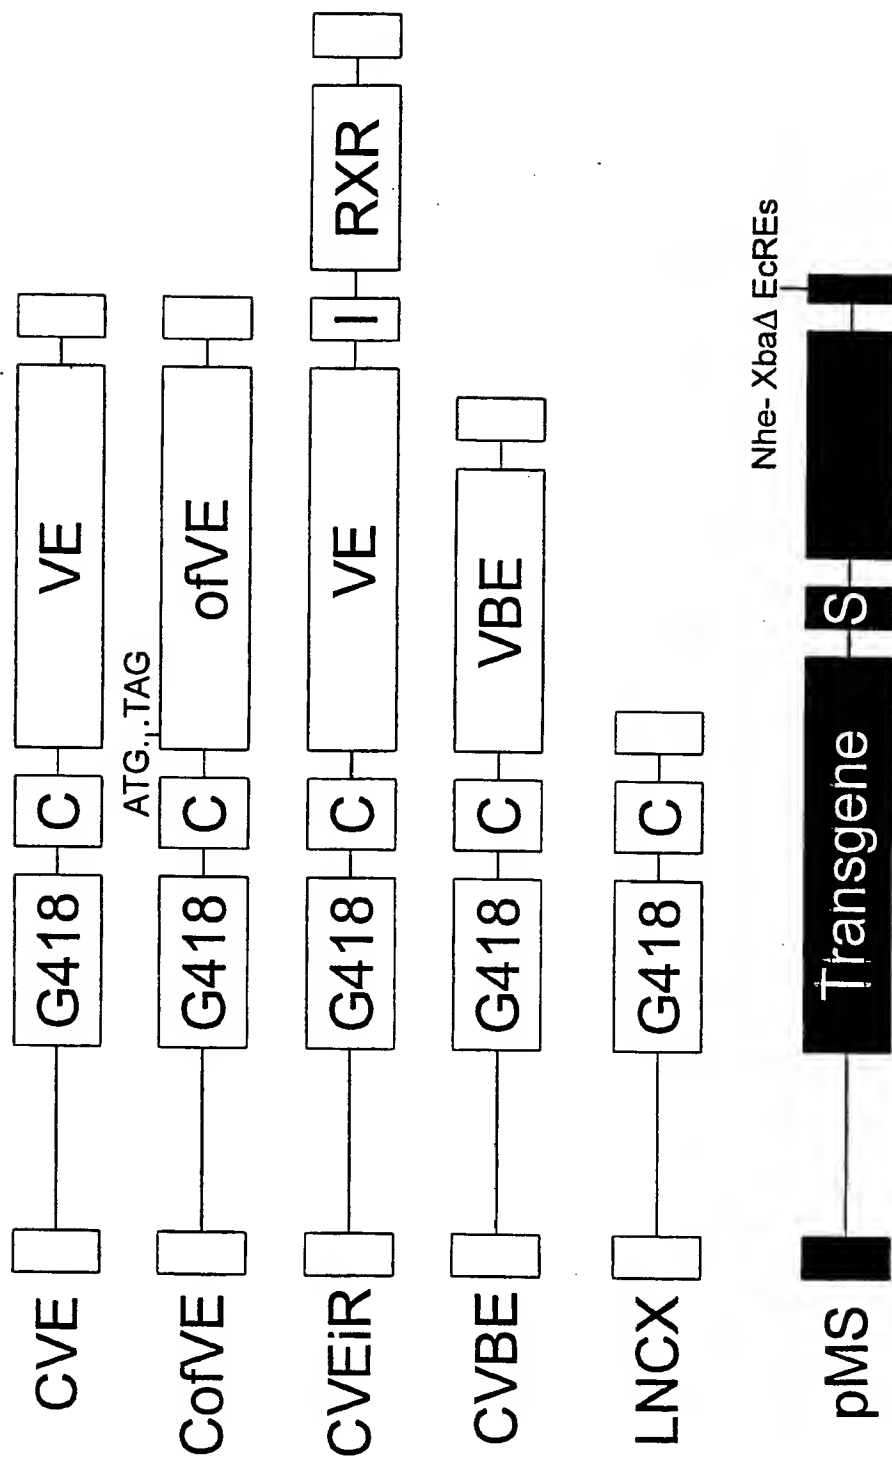 CVE G418 C VE
ATG...TAG
CofVE G418 C ofVE
CVEiR G418 C VE I RXR
CVBE G418 C VBE
LNCX G418 C
Nhe- XbaΔ EcREs
pMS Transgene S